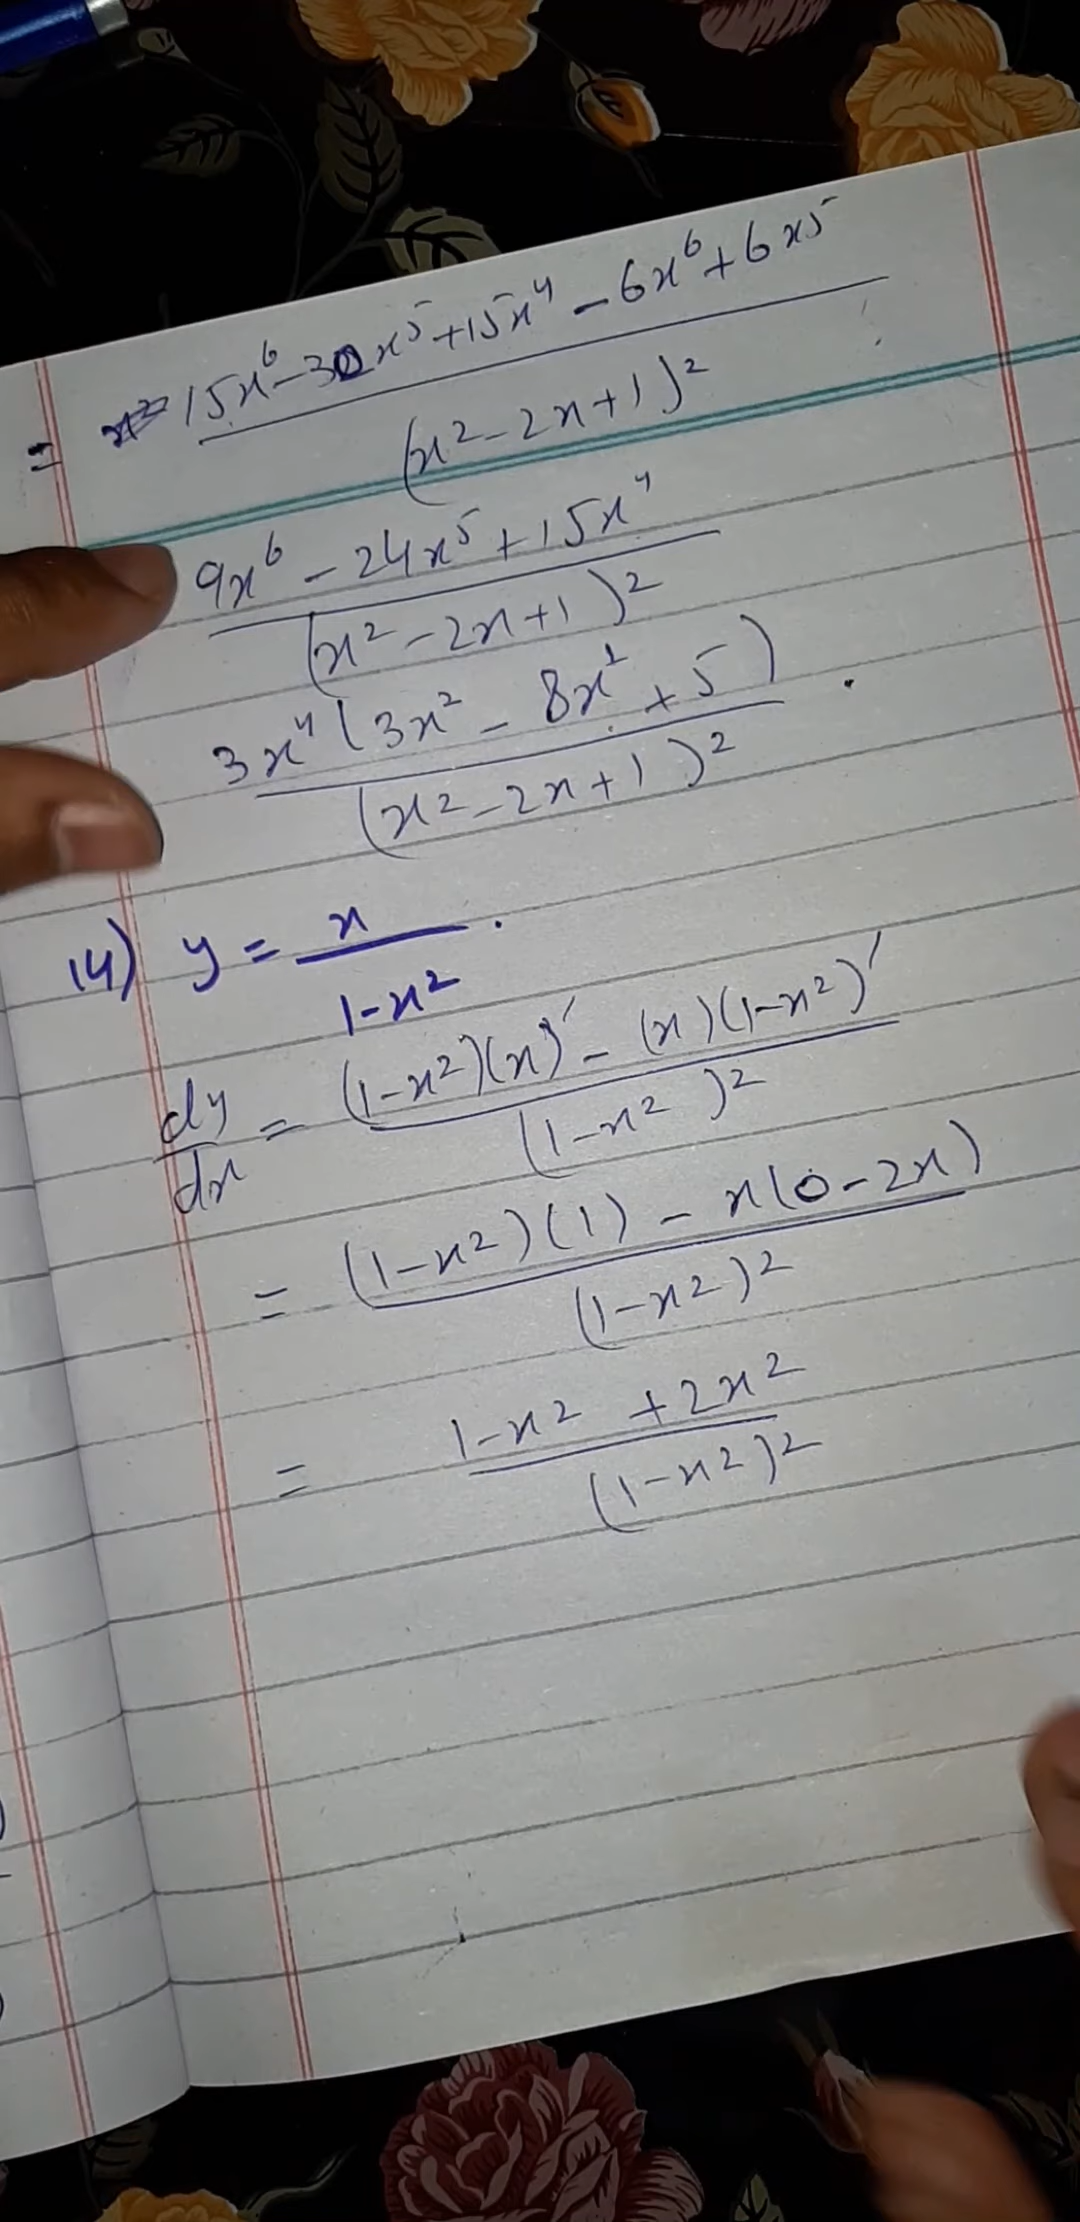 = 15x⁶-30x⁵+15x⁴-6x⁶+6x5
(x²-2x+1)²
9x⁶-24x⁵+15x⁴
(x²-2x+1)²
3x⁴(3x²-8x¹+5)
(x²-2x+1)²
14) y = x
1-x²
dy/dx = (1-x²)(x)′-(x)(1-x²)′
(1-x²)²
= (1-x²)(1)-x(0-2x)
(1-x²)²
= 1-x²+2x²
(1-x²)²